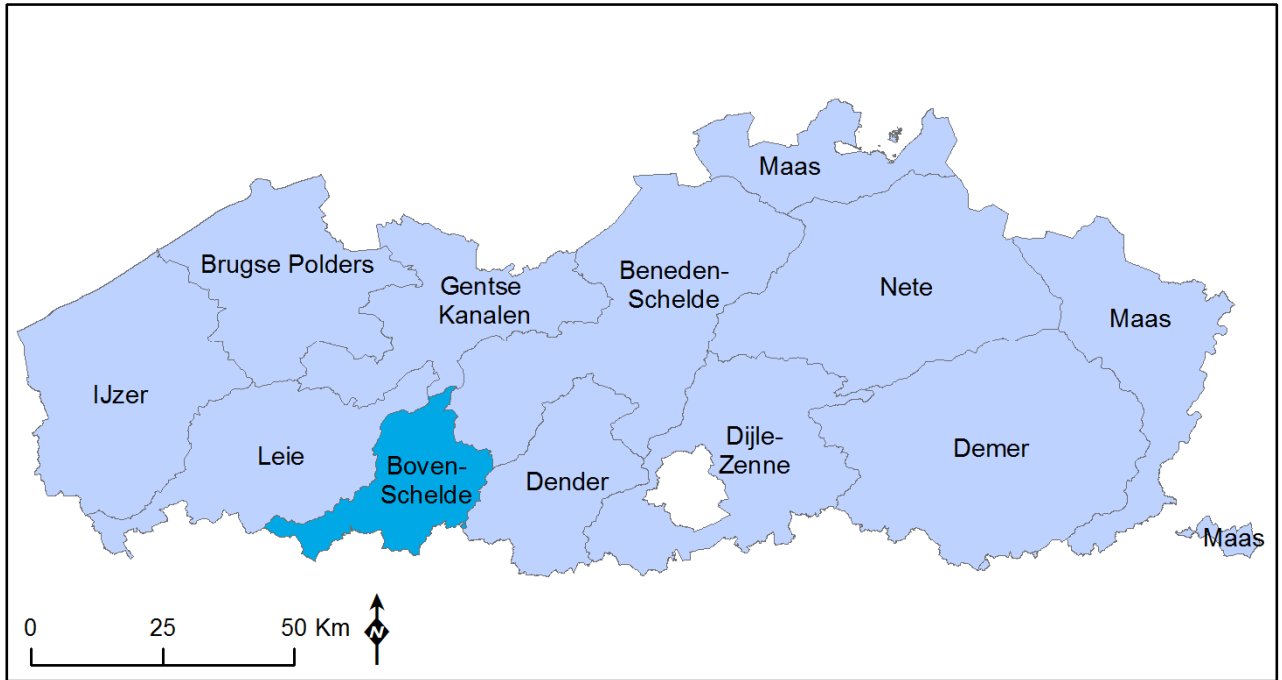 Maas
Brugse Polders
Gentse
Kanalen
Beneden-
Schelde
Nete
Maas
IJzer
Leie
Boven-
Schelde
Dender
Dijle-
Zenne
Demer
Maas
0 25 50 Km
N